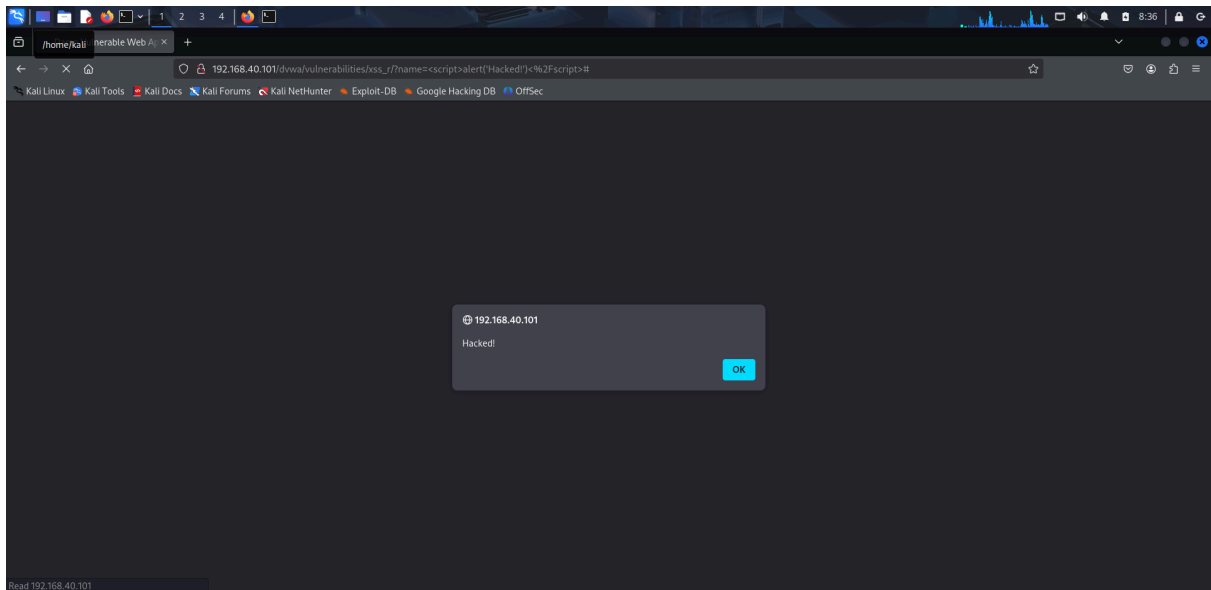 1 2 3 4 8:36
/home/kali nerable Web Ap
192.168.40.101/dvwa/vulnerabilities/xss_r/?name=<script>alert('Hacked!')<%2Fscript>#
Kali Linux Kali Tools Kali Docs Kali Forums Kali NetHunter Exploit-DB Google Hacking DB OffSec
192.168.40.101
Hacked!
OK
Read 192.168.40.101